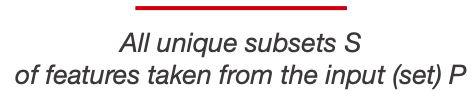 All unique subsets S
of features taken from the input (set) P